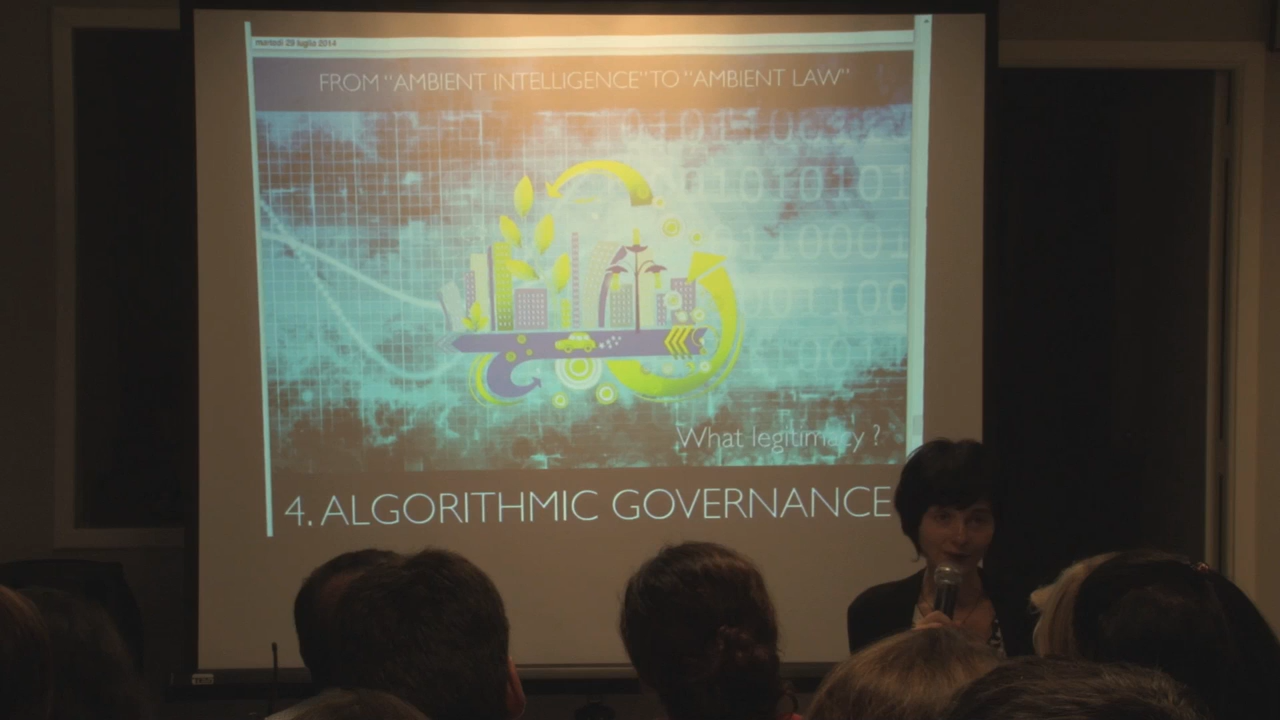 martedì 29 luglio 2014
FROM "AMBIENT INTELLIGENCE" TO "AMBIENT LAW"
What legitimacy ?
4. ALGORITHMIC GOVERNANCE